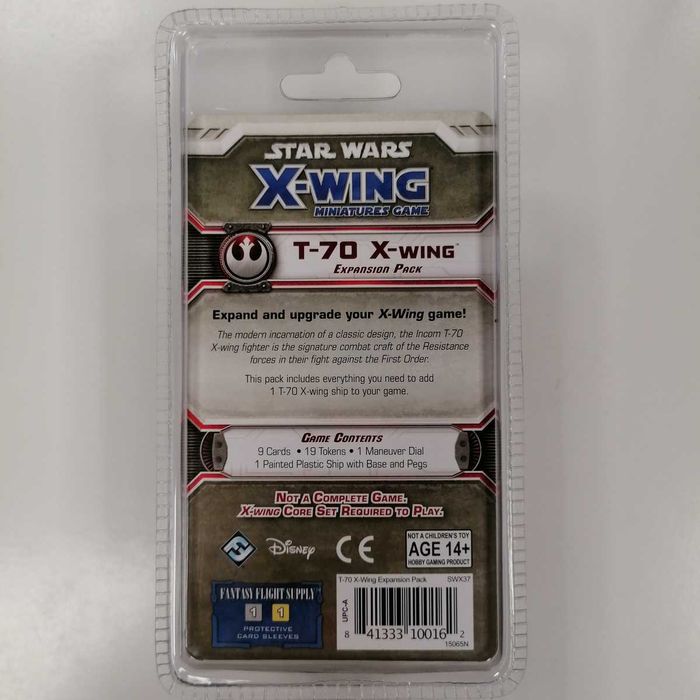 STAR WARS
X-WING
MINIATURES GAME
T-70 X-WING™
EXPANSION PACK
Expand and upgrade your X-Wing game!
The modern incarnation of a classic design, the Incom T-70
X-wing fighter is the signature combat craft of the Resistance
forces in their fight against the First Order.
This pack includes everything you need to add
1 T-70 X-wing ship to your game.
GAME CONTENTS
9 Cards • 19 Tokens • 1 Maneuver Dial
1 Painted Plastic Ship with Base and Pegs
NOT A COMPLETE GAME.
X-WING CORE SET REQUIRED TO PLAY.
Disney
CE
NOT A CHILDREN'S TOY
AGE 14+
HOBBY GAMING PRODUCT
FANTASY FLIGHT SUPPLY
1 1
PROTECTIVE
CARD SLEEVES
T-70 X-Wing Expansion Pack SWX37
UPC-A
8 41333 10016 2
15065N